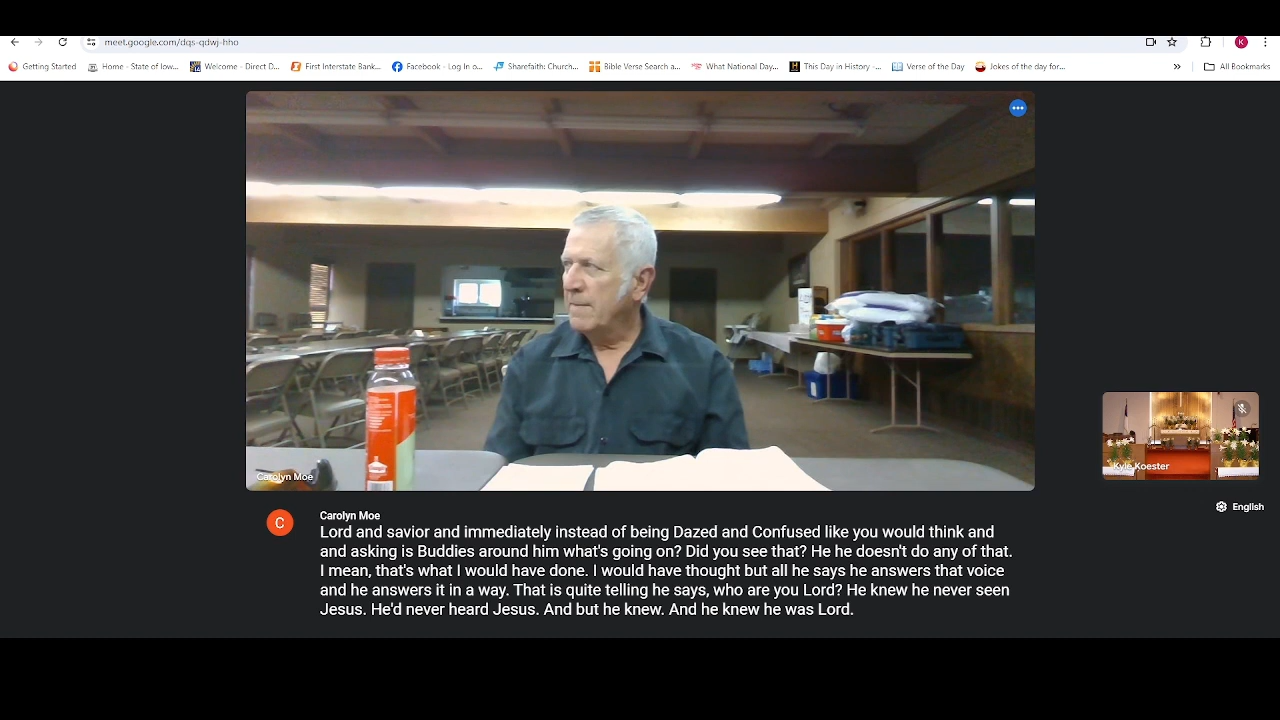 meet.google.com/dqs-qdwj-hho
K
Getting Started
Home - State of Iow...
Welcome - Direct D...
First Interstate Bank...
Facebook - Log In o...
Sharefaith: Church...
Bible Verse Search a...
What National Day...
This Day in History -...
Verse of the Day
Jokes of the day for...
»
All Bookmarks
Carolyn Moe
Kyle Koester
English
C
Carolyn Moe
Lord and savior and immediately instead of being Dazed and Confused like you would think and
and asking is Buddies around him what's going on? Did you see that? He he doesn't do any of that.
I mean, that's what I would have done. I would have thought but all he says he answers that voice
and he answers it in a way. That is quite telling he says, who are you Lord? He knew he never seen
Jesus. He'd never heard Jesus. And but he knew. And he knew he was Lord.